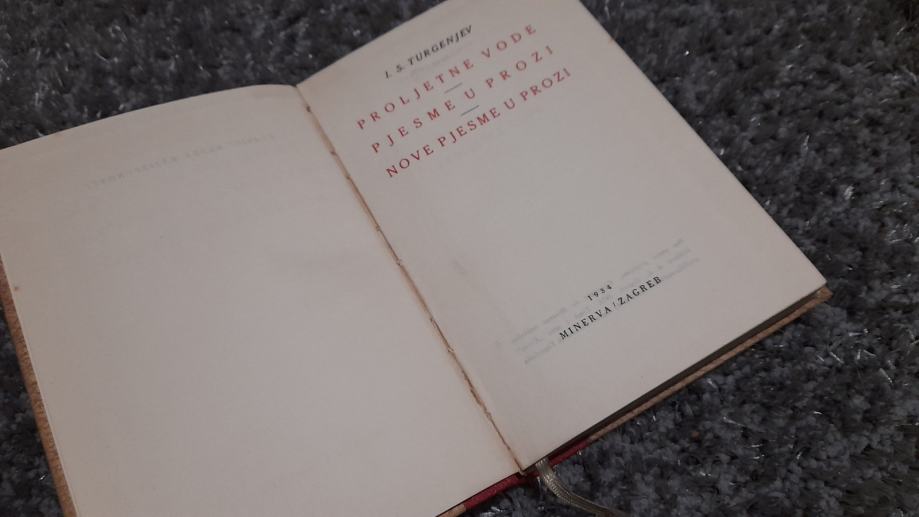 I. S. TURGENJEV
PROLJETNE VODE
PJESME U PROZI
NOVE PJESME U PROZI
1934
MINERVA / ZAGREB